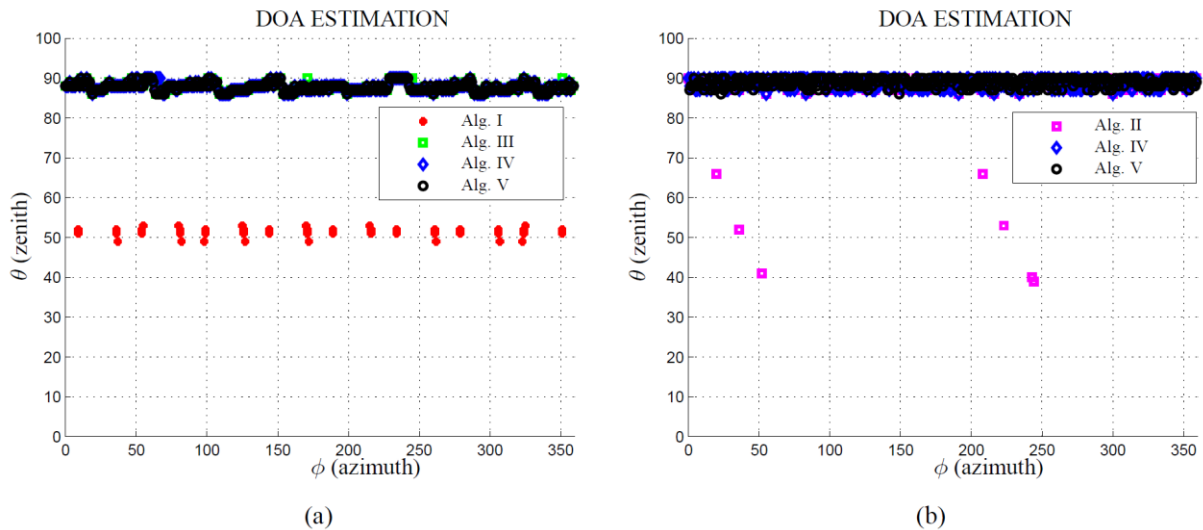 DOA ESTIMATION
100
90
80
70
60
50
40
30
20
10
0
θ (zenith)
Alg. I
Alg. III
Alg. IV
Alg. V
0 50 100 150 200 250 300 350
ϕ (azimuth)
(a)
DOA ESTIMATION
100
90
80
70
60
50
40
30
20
10
0
θ (zenith)
Alg. II
Alg. IV
Alg. V
0 50 100 150 200 250 300 350
ϕ (azimuth)
(b)